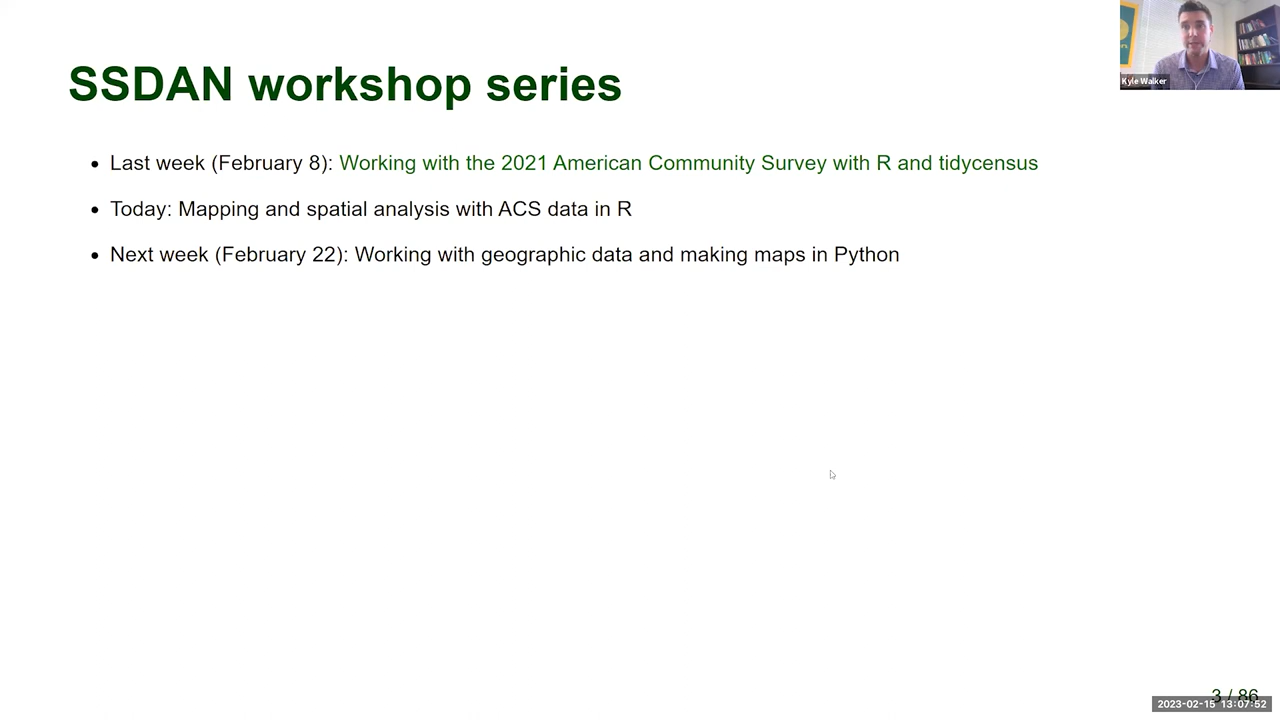 Kyle Walker
SSDAN workshop series
Last week (February 8): Working with the 2021 American Community Survey with R and tidycensus
Today: Mapping and spatial analysis with ACS data in R
Next week (February 22): Working with geographic data and making maps in Python
3 / 86
2023-02-15 13:07:52